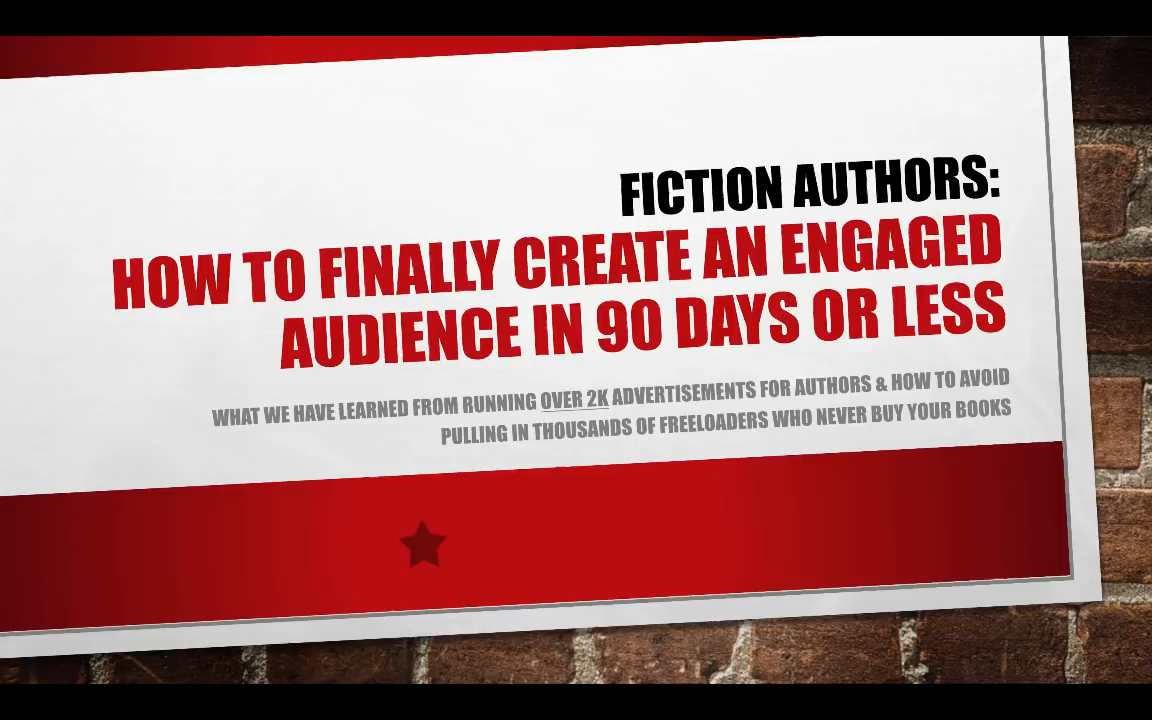 FICTION AUTHORS:
HOW TO FINALLY CREATE AN ENGAGED
AUDIENCE IN 90 DAYS OR LESS
WHAT WE HAVE LEARNED FROM RUNNING OVER 2K ADVERTISEMENTS FOR AUTHORS & HOW TO AVOID
PULLING IN THOUSANDS OF FREELOADERS WHO NEVER BUY YOUR BOOKS